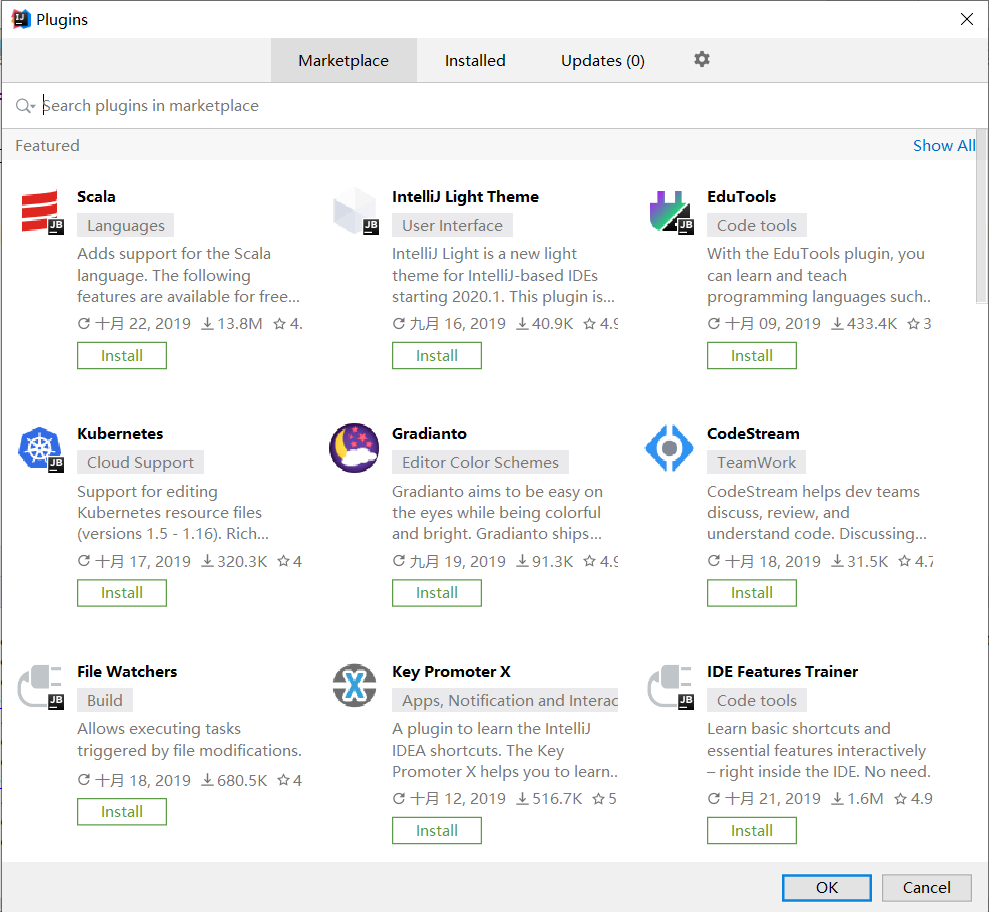 Plugins
Marketplace
Installed
Updates (0)
Search plugins in marketplace
Featured
Show All
Scala
Languages
Adds support for the Scala
language. The following
features are available for free...
十月 22, 2019 13.8M 4.
Install
IntelliJ Light Theme
User Interface
IntelliJ Light is a new light
theme for IntelliJ-based IDEs
starting 2020.1. This plugin is...
九月 16, 2019 40.9K 4.9
Install
EduTools
Code tools
With the EduTools plugin, you
can learn and teach
programming languages such..
十月 09, 2019 433.4K 3
Install
Kubernetes
Cloud Support
Support for editing
Kubernetes resource files
(versions 1.5 - 1.16). Rich...
十月 17, 2019 320.3K 4
Install
Gradianto
Editor Color Schemes
Gradianto aims to be easy on
the eyes while being colorful
and bright. Gradianto ships...
九月 19, 2019 91.3K 4.9
Install
CodeStream
TeamWork
CodeStream helps dev teams
discuss, review, and
understand code. Discussing...
十月 18, 2019 31.5K 4.7
Install
File Watchers
Build
Allows executing tasks
triggered by file modifications.
十月 18, 2019 680.5K 4
Install
Key Promoter X
Apps, Notification and Interac
A plugin to learn the IntelliJ
IDEA shortcuts. The Key
Promoter X helps you to learn..
十月 12, 2019 516.7K 5
Install
IDE Features Trainer
Code tools
Learn basic shortcuts and
essential features interactively
– right inside the IDE. No need.
十月 21, 2019 1.6M 4.9
Install
OK
Cancel